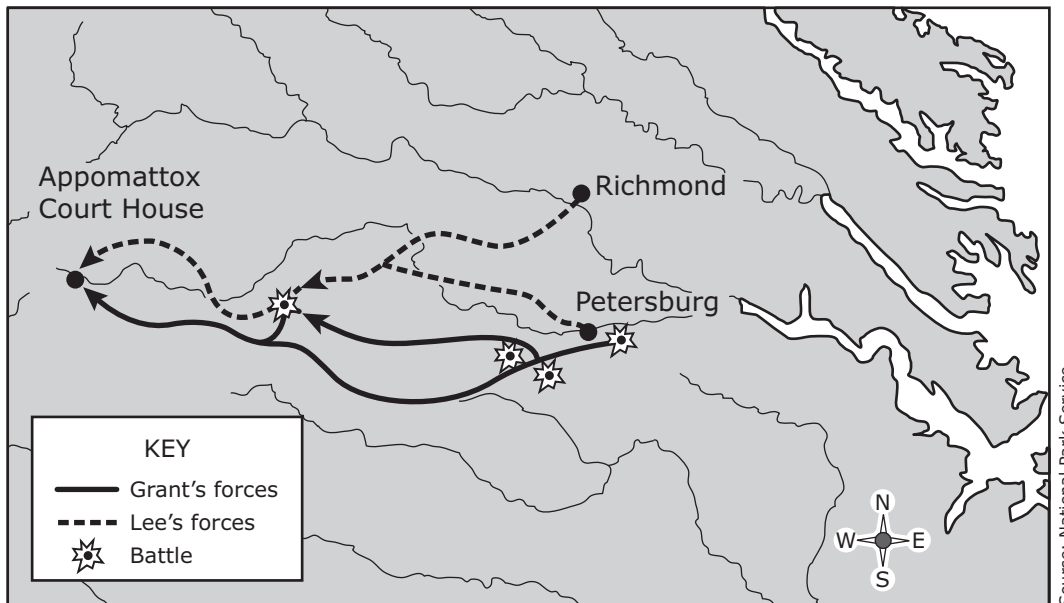 Appomattox
Court House
Richmond
Petersburg
KEY
Grant's forces
Lee's forces
Battle
N
W
E
S
Source: National Park Service